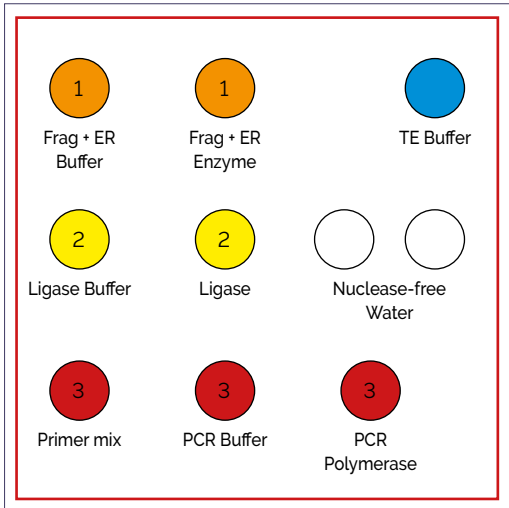 1
1
Frag + ER
Buffer
Frag + ER
Enzyme
TE Buffer
2
2
Ligase Buffer
Ligase
Nuclease-free
Water
3
3
3
Primer mix
PCR Buffer
PCR
Polymerase